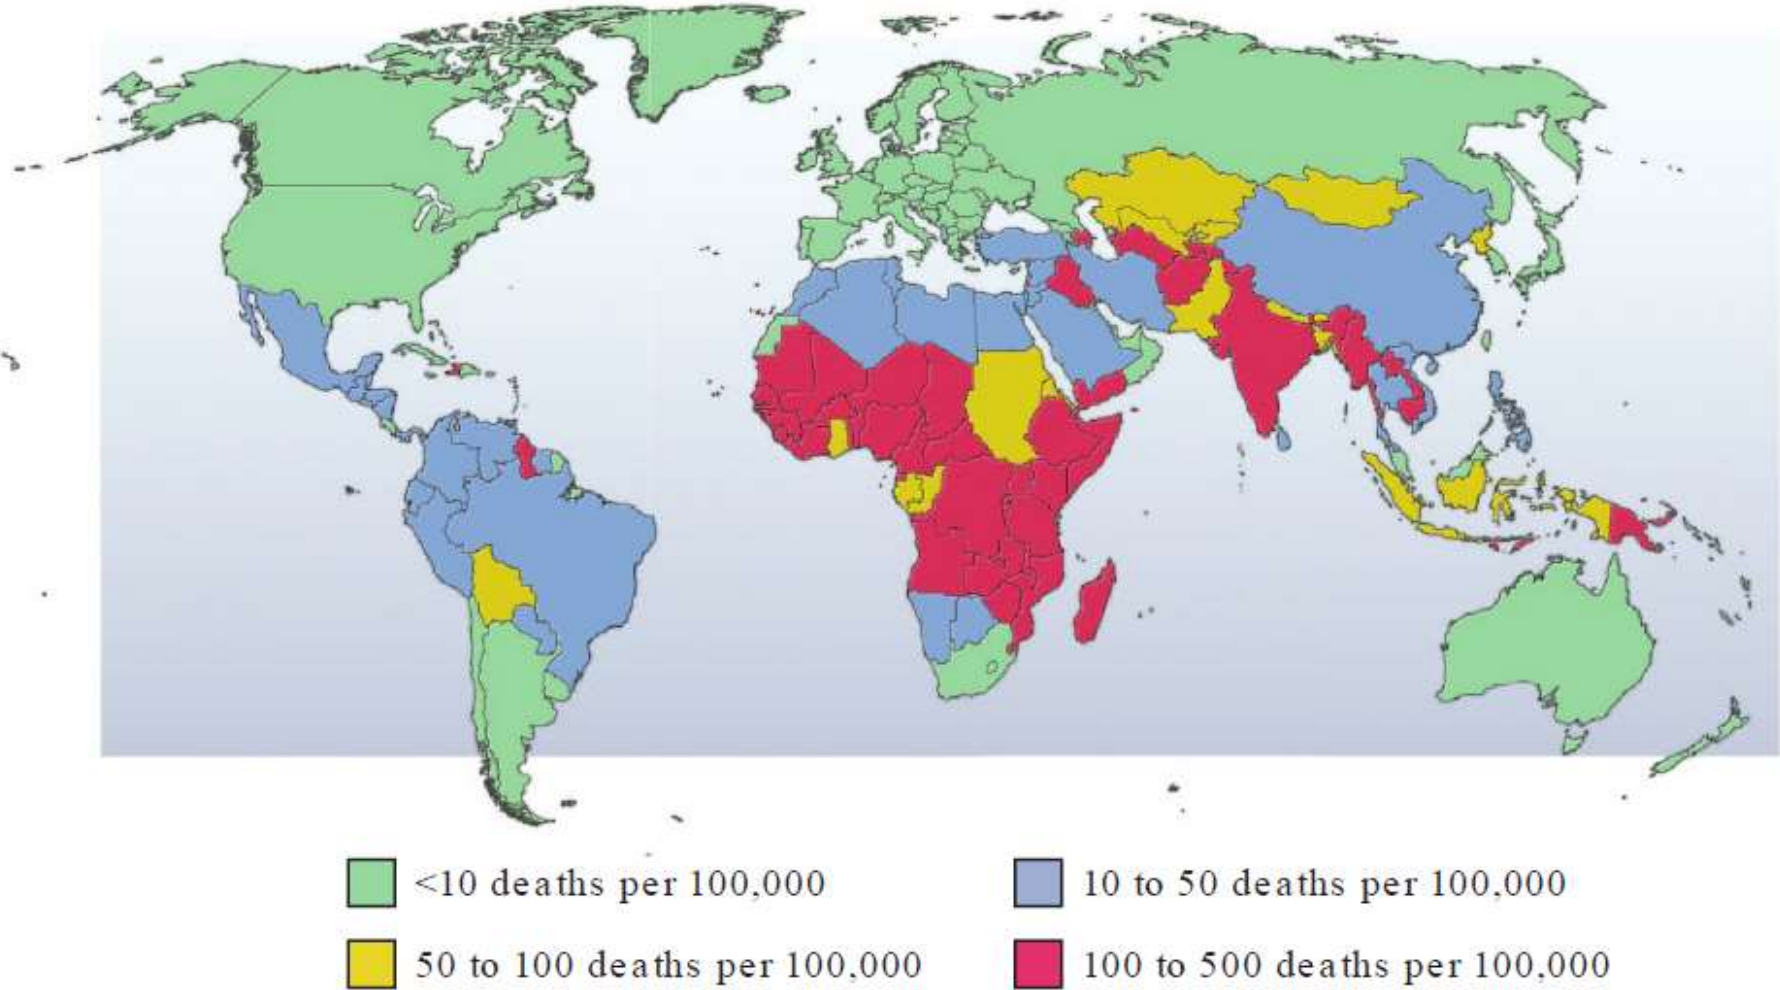 <10 deaths per 100,000
10 to 50 deaths per 100,000
50 to 100 deaths per 100,000
100 to 500 deaths per 100,000